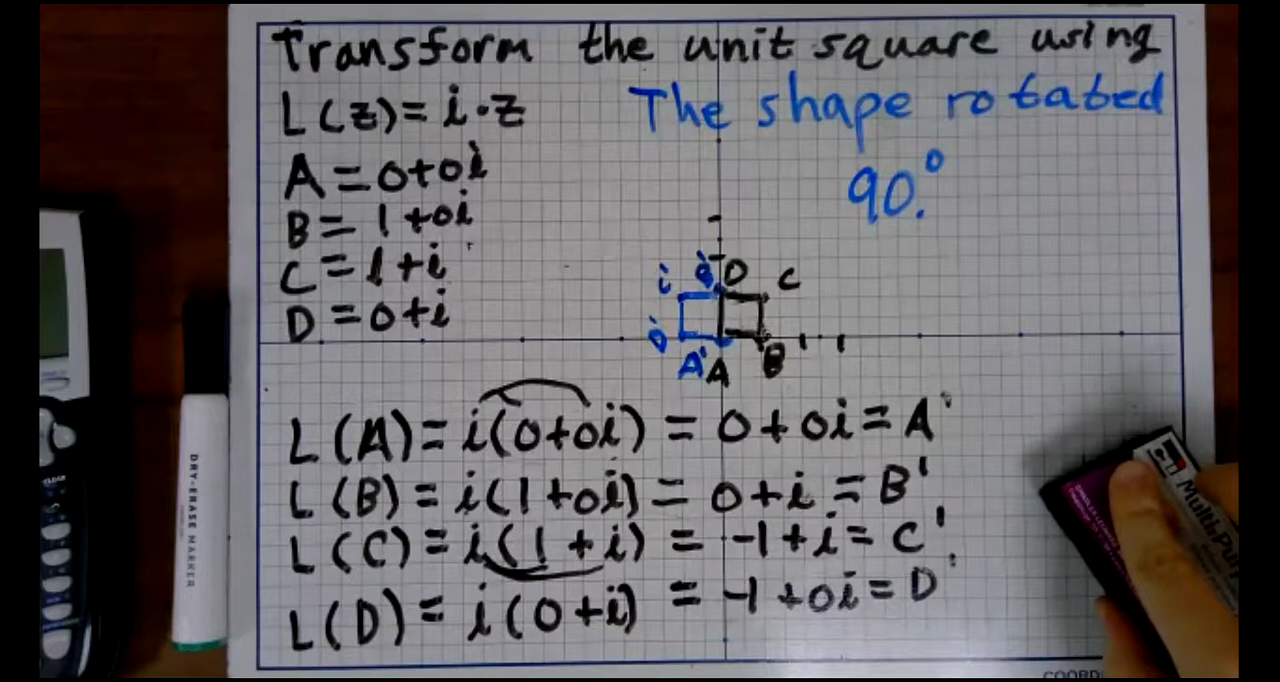 Transform the unit square using
L(z)=i·z The shape rotated
90.°
A=0+0i
B=1+0i
C=1+i
D=0+i
D C
A' A B
L(A)=i(0+0i)=0+0i=A'
L(B)=i(1+0i)=0+i=B'
L(C)=i(1+i)=-1+i=C'
L(D)=i(0+i)=-1+0i=D'
DRY-ERASE MARKER